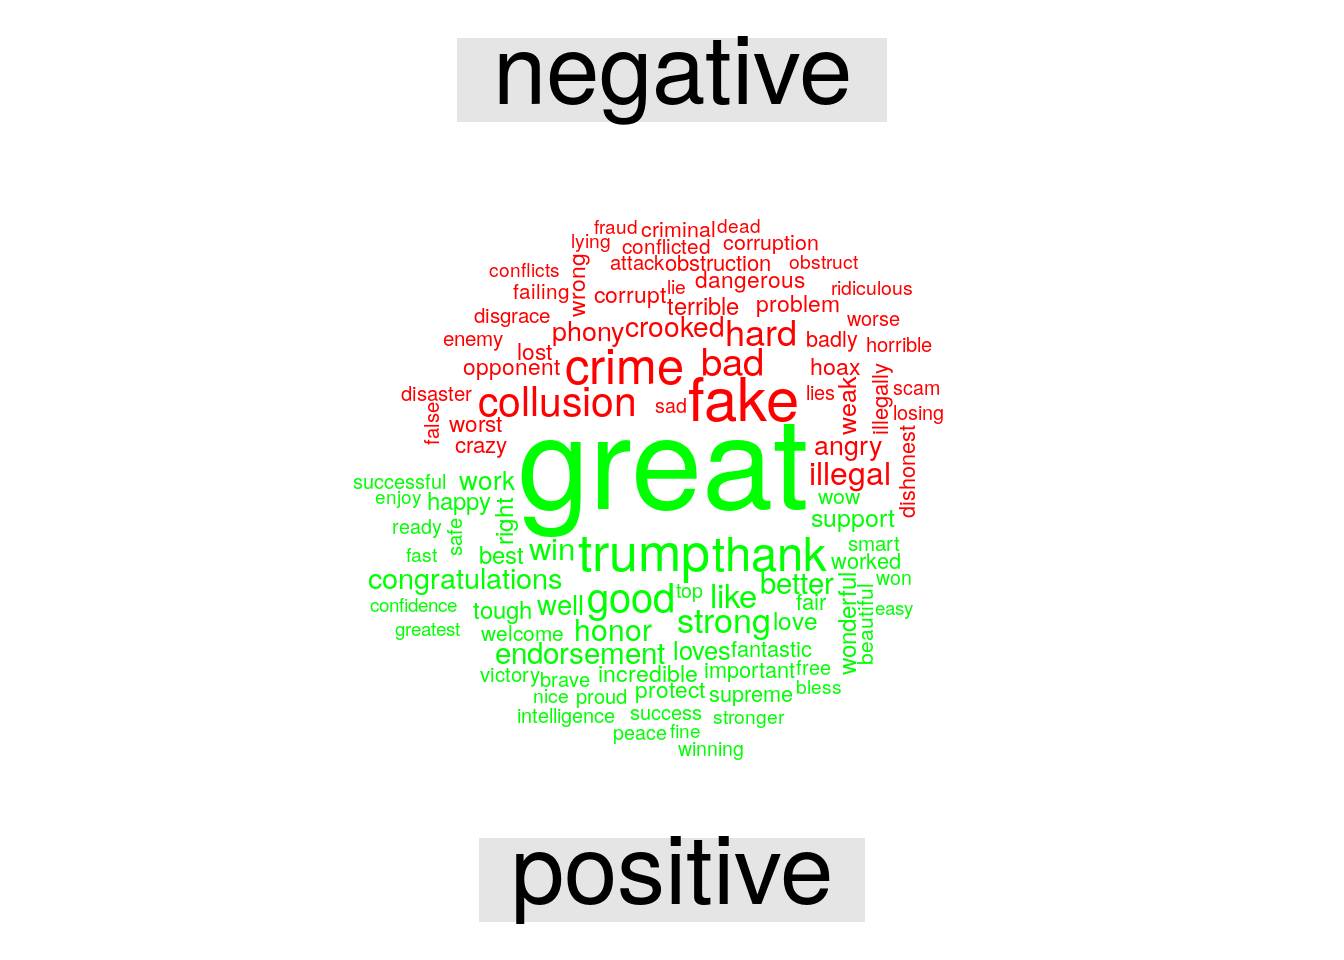 negative
fraud criminal dead
lying conflicted corruption
conflicts attack obstruction obstruct
failing wrong corrupt lie dangerous ridiculous
disgrace terrible problem worse
enemy phony crooked hard badly horrible
lost opponent crime bad hoax
disaster collusion sad fake lies weak illegally scam
false worst losing
crazy great angry
successful work illegal dishonest
enjoy happy right wow
ready safe support
fast best win trump thank smart
congratulations better worked won
confidence tough well good top like fair wonderful beautiful easy
greatest welcome honor strong love
endorsement loves fantastic
victory brave incredible important free
nice proud protect supreme bless
intelligence success stronger
peace fine
winning
positive